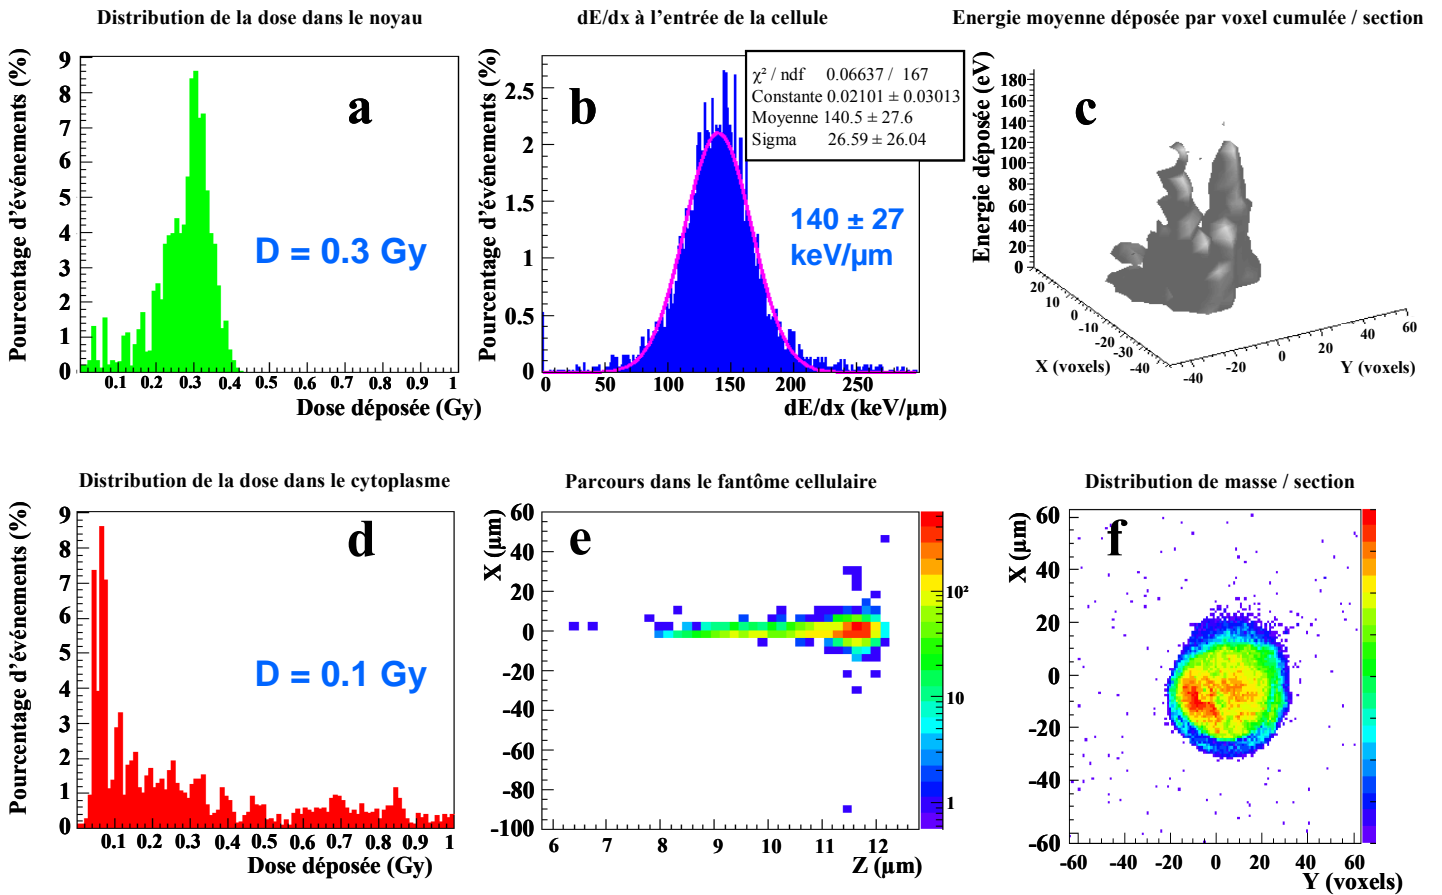 Distribution de la dose dans le noyau
Pourcentage d'événements (%)
9
8
7
6
5
4
3
2
1
0
a
D = 0.3 Gy
0.1 0.2 0.3 0.4 0.5 0.6 0.7 0.8 0.9 1
Dose déposée (Gy)
dE/dx à l'entrée de la cellule
Pourcentage d'événements (%)
2.5
2
1.5
1
0.5
0
b
χ² / ndf 0.06637 / 167
Constante 0.02101 ± 0.03013
Moyenne 140.5 ± 27.6
Sigma 26.59 ± 26.04
140 ± 27
keV/µm
0 50 100 150 200 250
dE/dx (keV/µm)
Energie moyenne déposée par voxel cumulée / section
Energie déposée (eV)
180
160
140
120
100
80
60
40
20
0
c
20
10
0
-10
-20
-30
-40
X (voxels)
-40 -20 0 20 40 60
Y (voxels)
Distribution de la dose dans le cytoplasme
Pourcentage d'événements (%)
9
8
7
6
5
4
3
2
1
0
d
D = 0.1 Gy
0.1 0.2 0.3 0.4 0.5 0.6 0.7 0.8 0.9 1
Dose déposée (Gy)
Parcours dans le fantôme cellulaire
X (µm)
60
40
20
0
-20
-40
-60
-80
-100
e
10²
10
1
6 7 8 9 10 11 12
Z (µm)
Distribution de masse / section
X (µm)
60
40
20
0
-20
-40
-60
f
-60 -40 -20 0 20 40 60
Y (voxels)